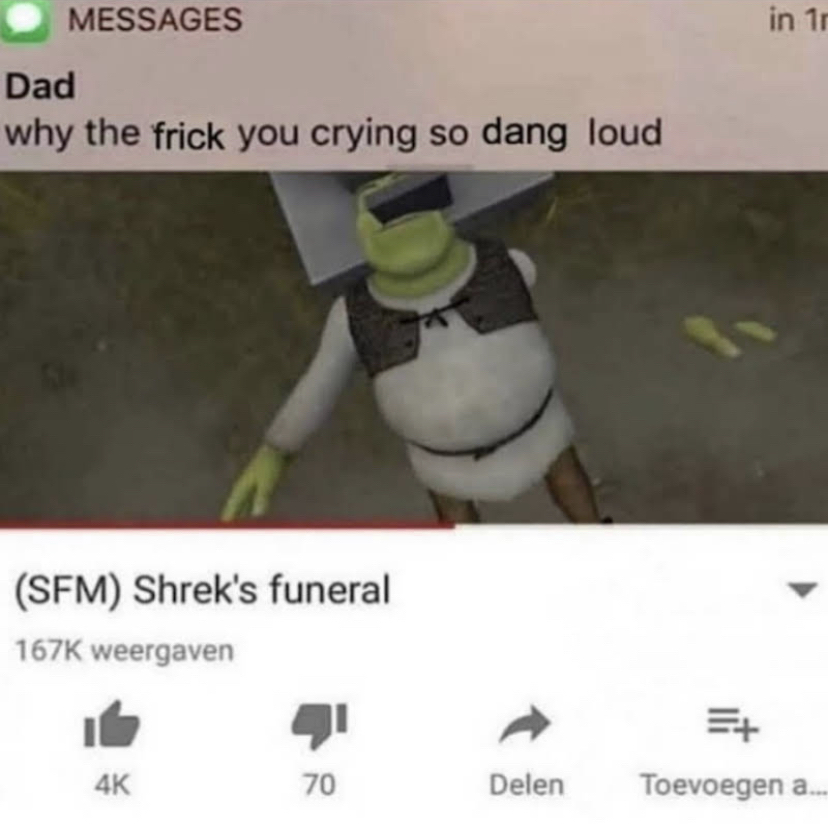 MESSAGES
in 1
Dad
why the frick you crying so dang loud
(SFM) Shrek's funeral
167K weergaven
4K
70
Delen
Toevoegen a...